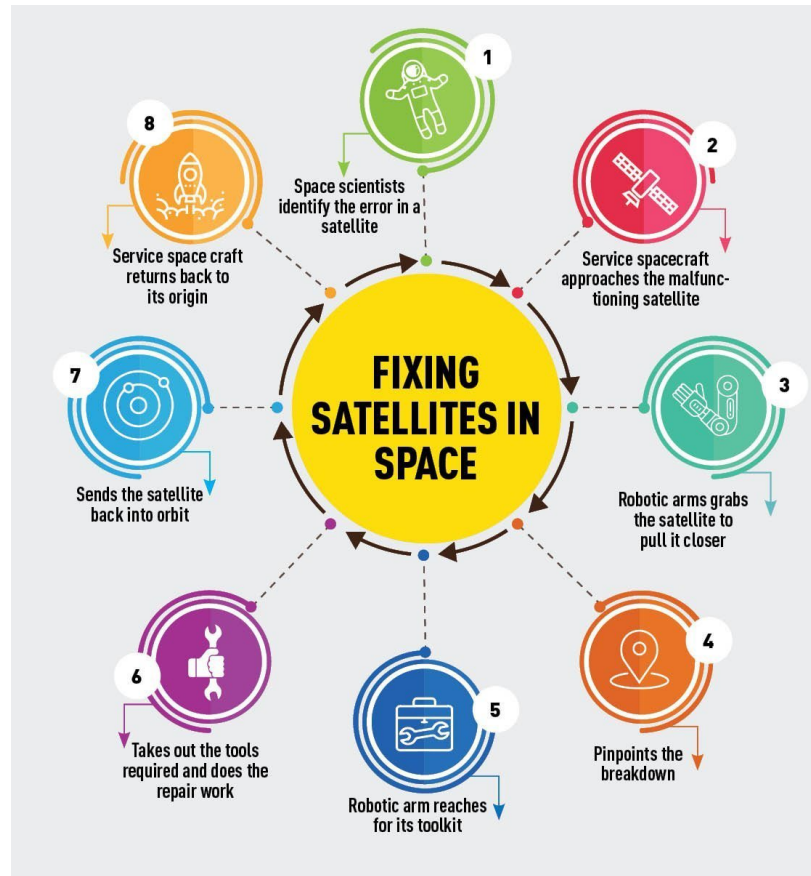 FIXING
SATELLITES IN
SPACE
1
Space scientists
identify the error in a
satellite
2
Service spacecraft
approaches the malfunc-
tioning satellite
3
Robotic arms grabs
the satellite to
pull it closer
4
Pinpoints the
breakdown
5
Robotic arm reaches
for its toolkit
6
Takes out the tools
required and does the
repair work
7
Sends the satellite
back into orbit
8
Service space craft
returns back to
its origin